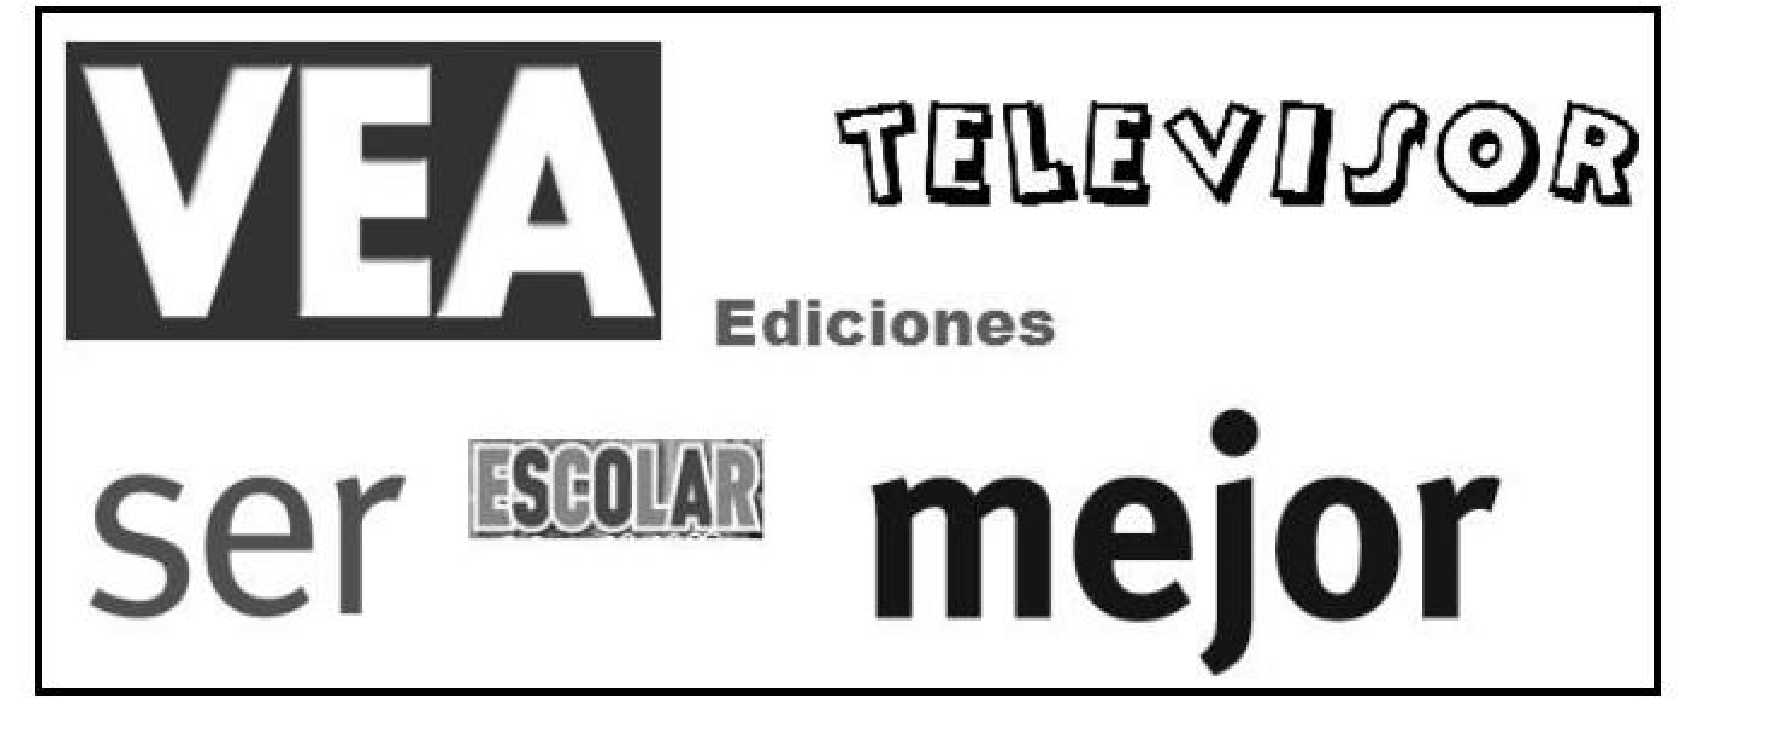 VEA TELEVISOR
Ediciones
ser ESCOLAR mejor